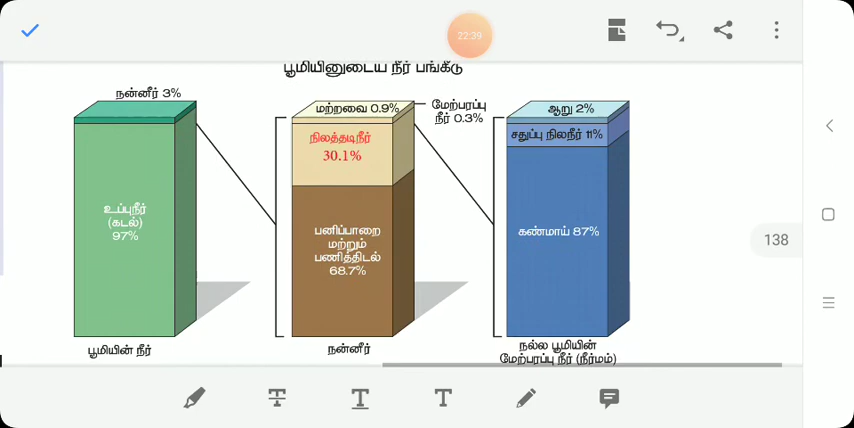 22:39
பூமியினுடைய நீர் பங்கீடு
நன்னீர் 3%
உப்புநீர்
(கடல்)
97%
பூமியின் நீர்
மற்றவை 0.9%
மேற்பரப்பு
நீர் 0.3%
நிலத்தடிநீர்
30.1%
பனிப்பாறை
மற்றும்
பணித்திடல்
68.7%
நன்னீர்
ஆறு 2%
சதுப்பு நிலநீர் 11%
கண்மாய் 87%
நல்ல பூமியின்
மேற்பரப்பு நீர் (நீர்மம்)
138